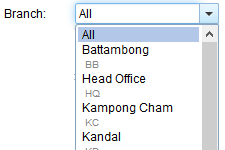 Branch: All
All
Battambong
BB
Head Office
HQ
Kampong Cham
KC
Kandal